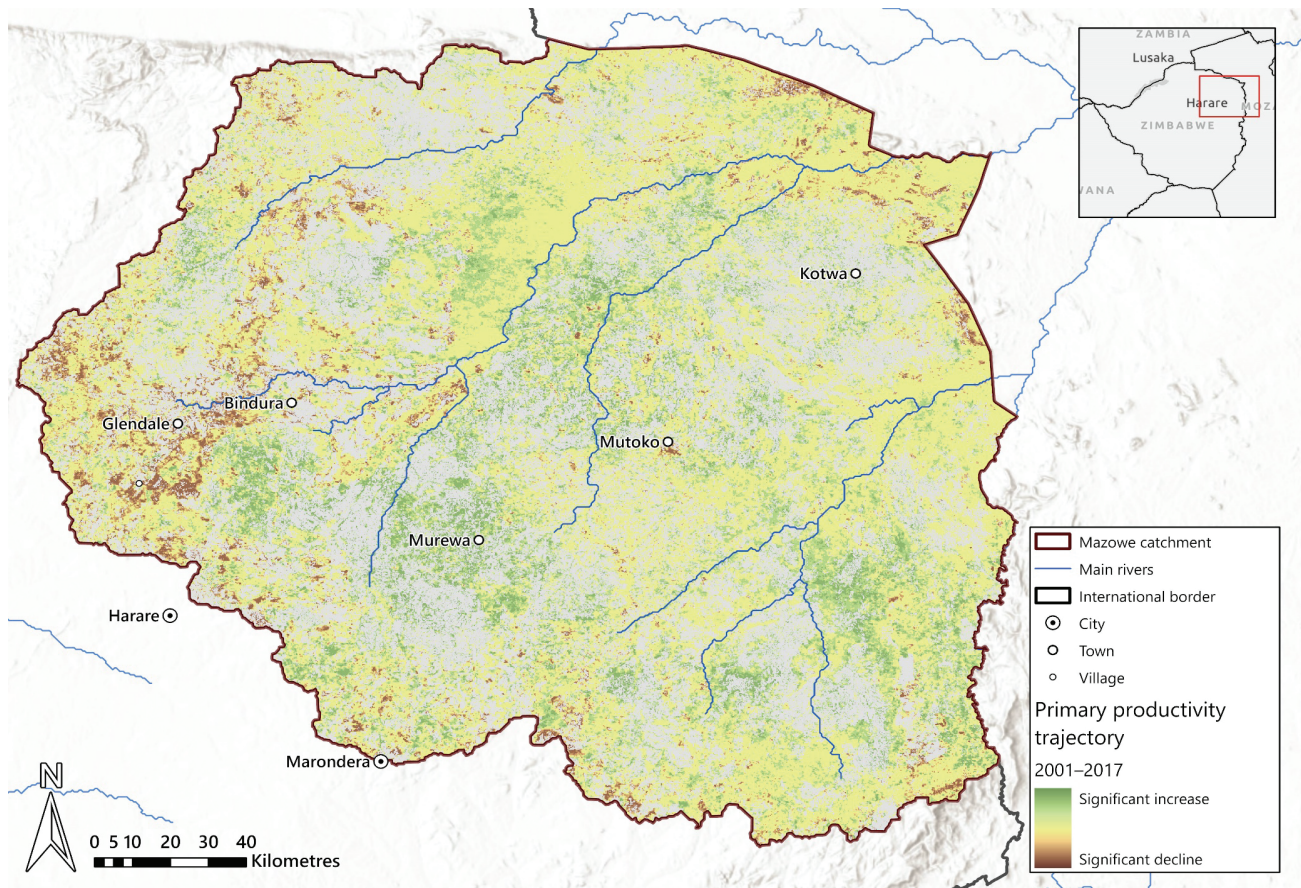 ZAMBIA
Lusaka
Harare
MOZA
ZIMBABWE
WANA
Kotwa
Bindura
Glendale
Mutoko
Murewa
Harare
Marondera
N
0 5 10 20 30 40
Kilometres
Mazowe catchment
Main rivers
International border
City
Town
Village
Primary productivity
trajectory
2001–2017
Significant increase
Significant decline